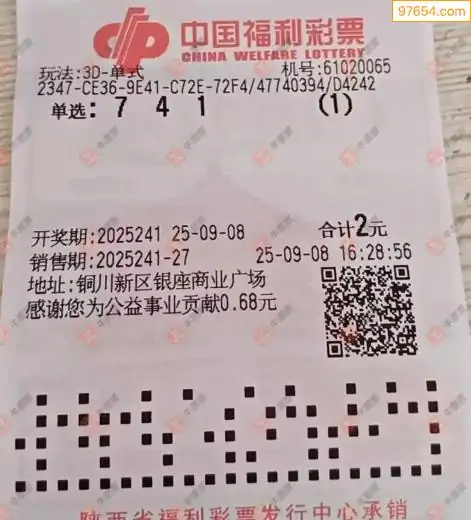 97654.com
中国福利彩票
CHINA WELFARE LOTTERY
玩法:3D-单式 机号:61020065
2347-CE36-9E41-C72E-72F4/47740394/D4242
单选: 7 4 1 (1)
开奖期:2025241 25-09-08 合计2元
销售期:2025241-27 25-09-08 16:28:56
地址:铜川新区银座商业广场
感谢您为公益事业贡献0.68元
陕西省福利彩票发行中心承销